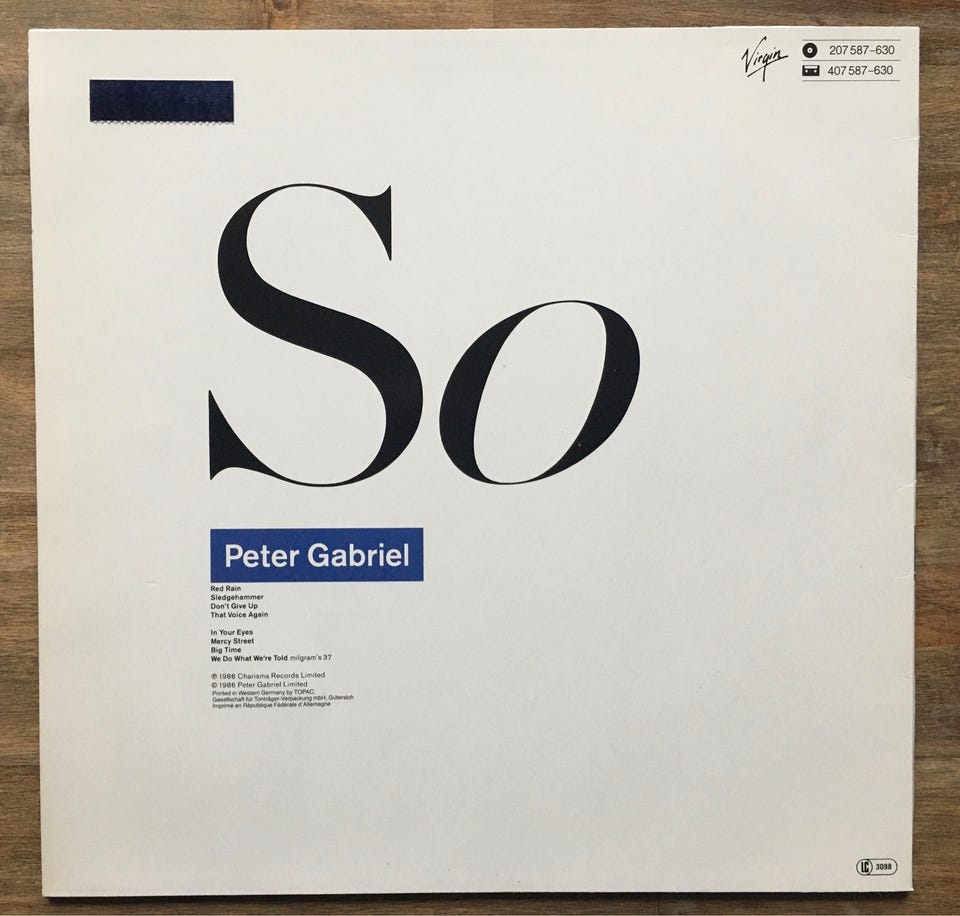 Virgin
207 587-630
407 587-630
So
Peter Gabriel
Red Rain
Sledgehammer
Don't Give Up
That Voice Again
In Your Eyes
Mercy Street
Big Time
We Do What We're Told milgram's 37
℗ 1986 Charisma Records Limited
© 1986 Peter Gabriel Limited
Printed in Western Germany by TOPAC,
Gesellschaft für Tonträger-Verpackung mbH, Gütersloh
Imprimé en République Fédérale d'Allemagne
LC 3098